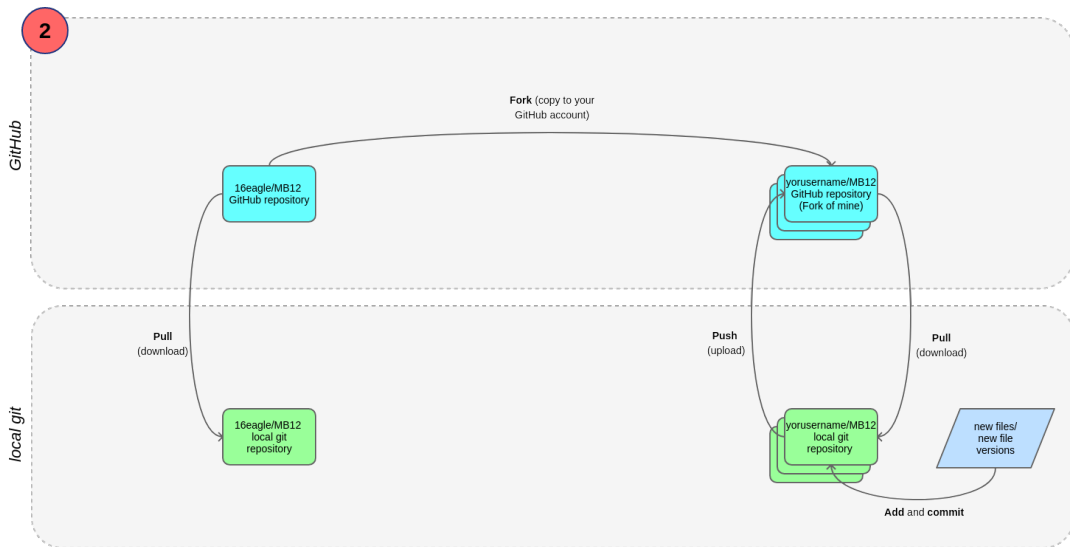 2
GitHub
Fork (copy to your
GitHub account)
16eagle/MB12
GitHub repository
yorusername/MB12
GitHub repository
(Fork of mine)
Pull
(download)
Push
(upload)
Pull
(download)
local git
16eagle/MB12
local git
repository
yorusername/MB12
local git
repository
new files/
new file
versions
Add and commit